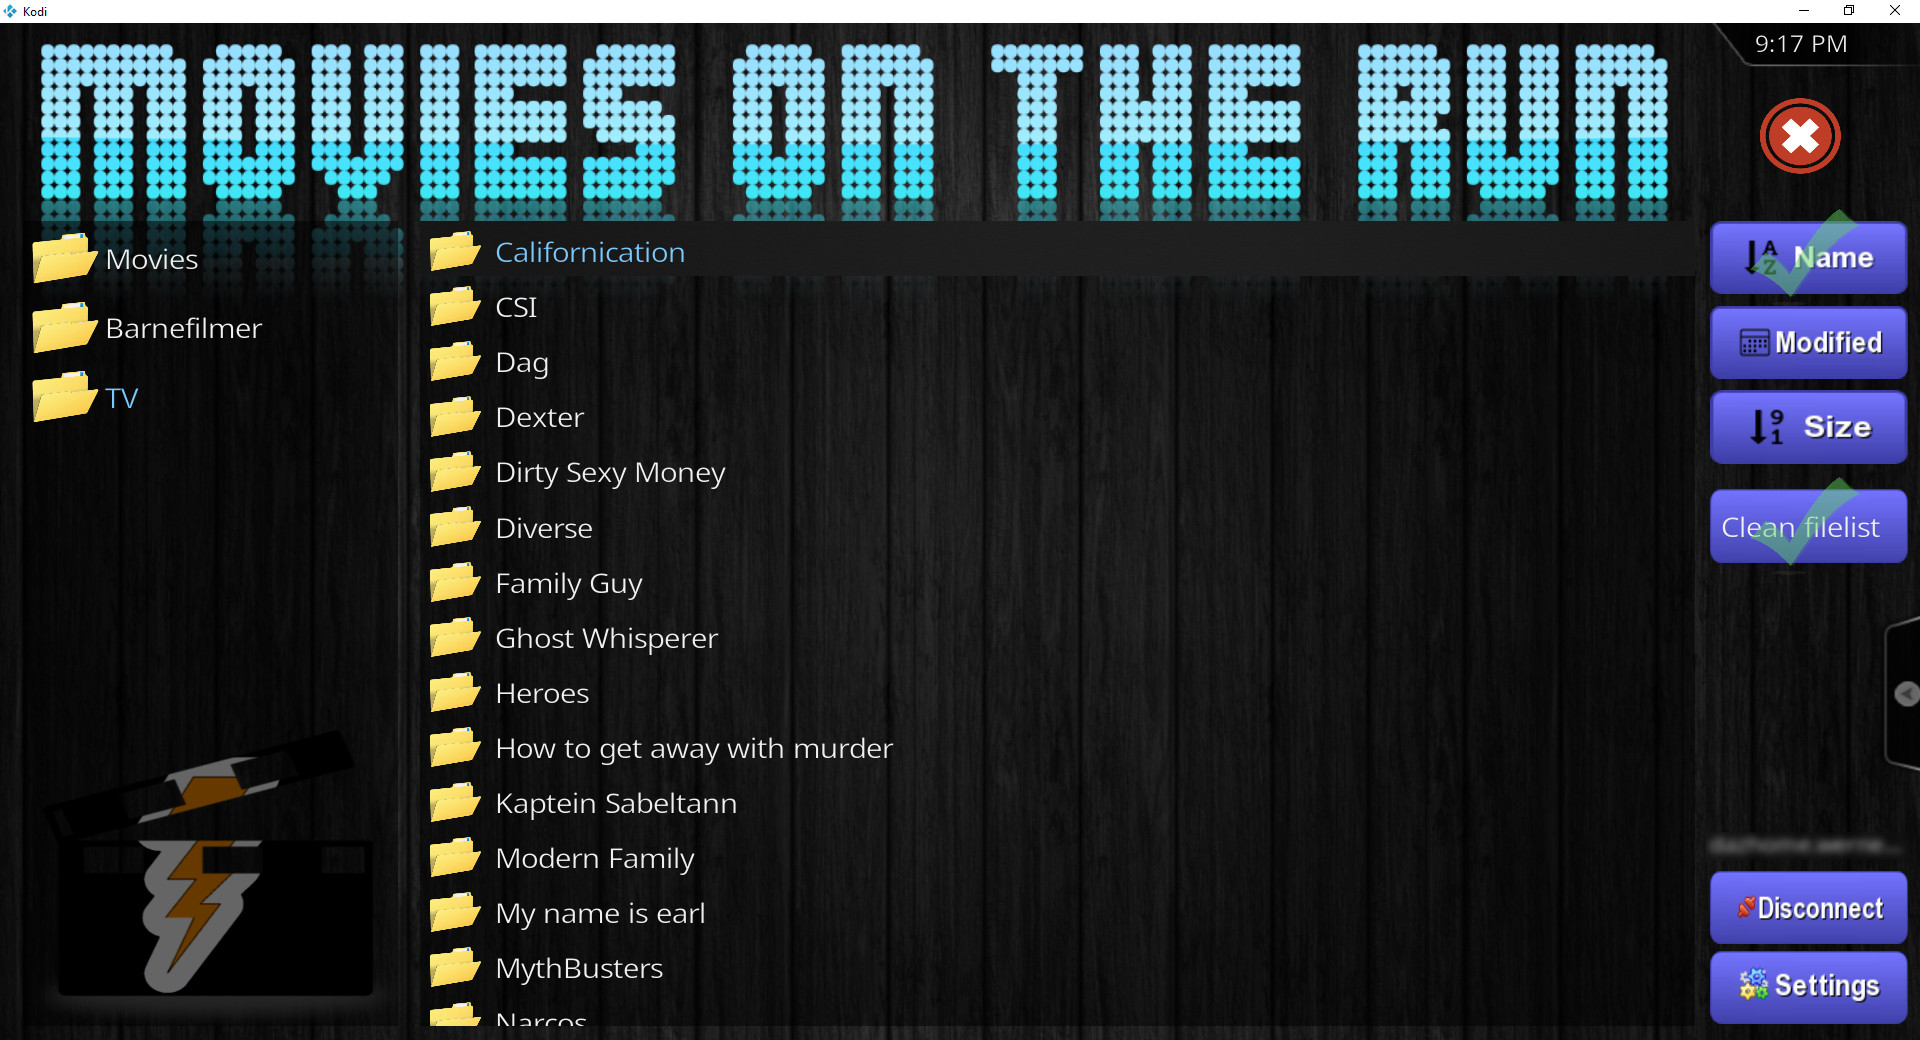 Kodi
MOVIES ON THE RUN
9:17 PM
Movies
Barnefilmer
TV
Californication
CSI
Dag
Dexter
Dirty Sexy Money
Diverse
Family Guy
Ghost Whisperer
Heroes
How to get away with murder
Kaptein Sabeltann
Modern Family
My name is earl
MythBusters
Narcos
A
Z
Name
Modified
9
1
Size
Clean filelist
Disconnect
Settings